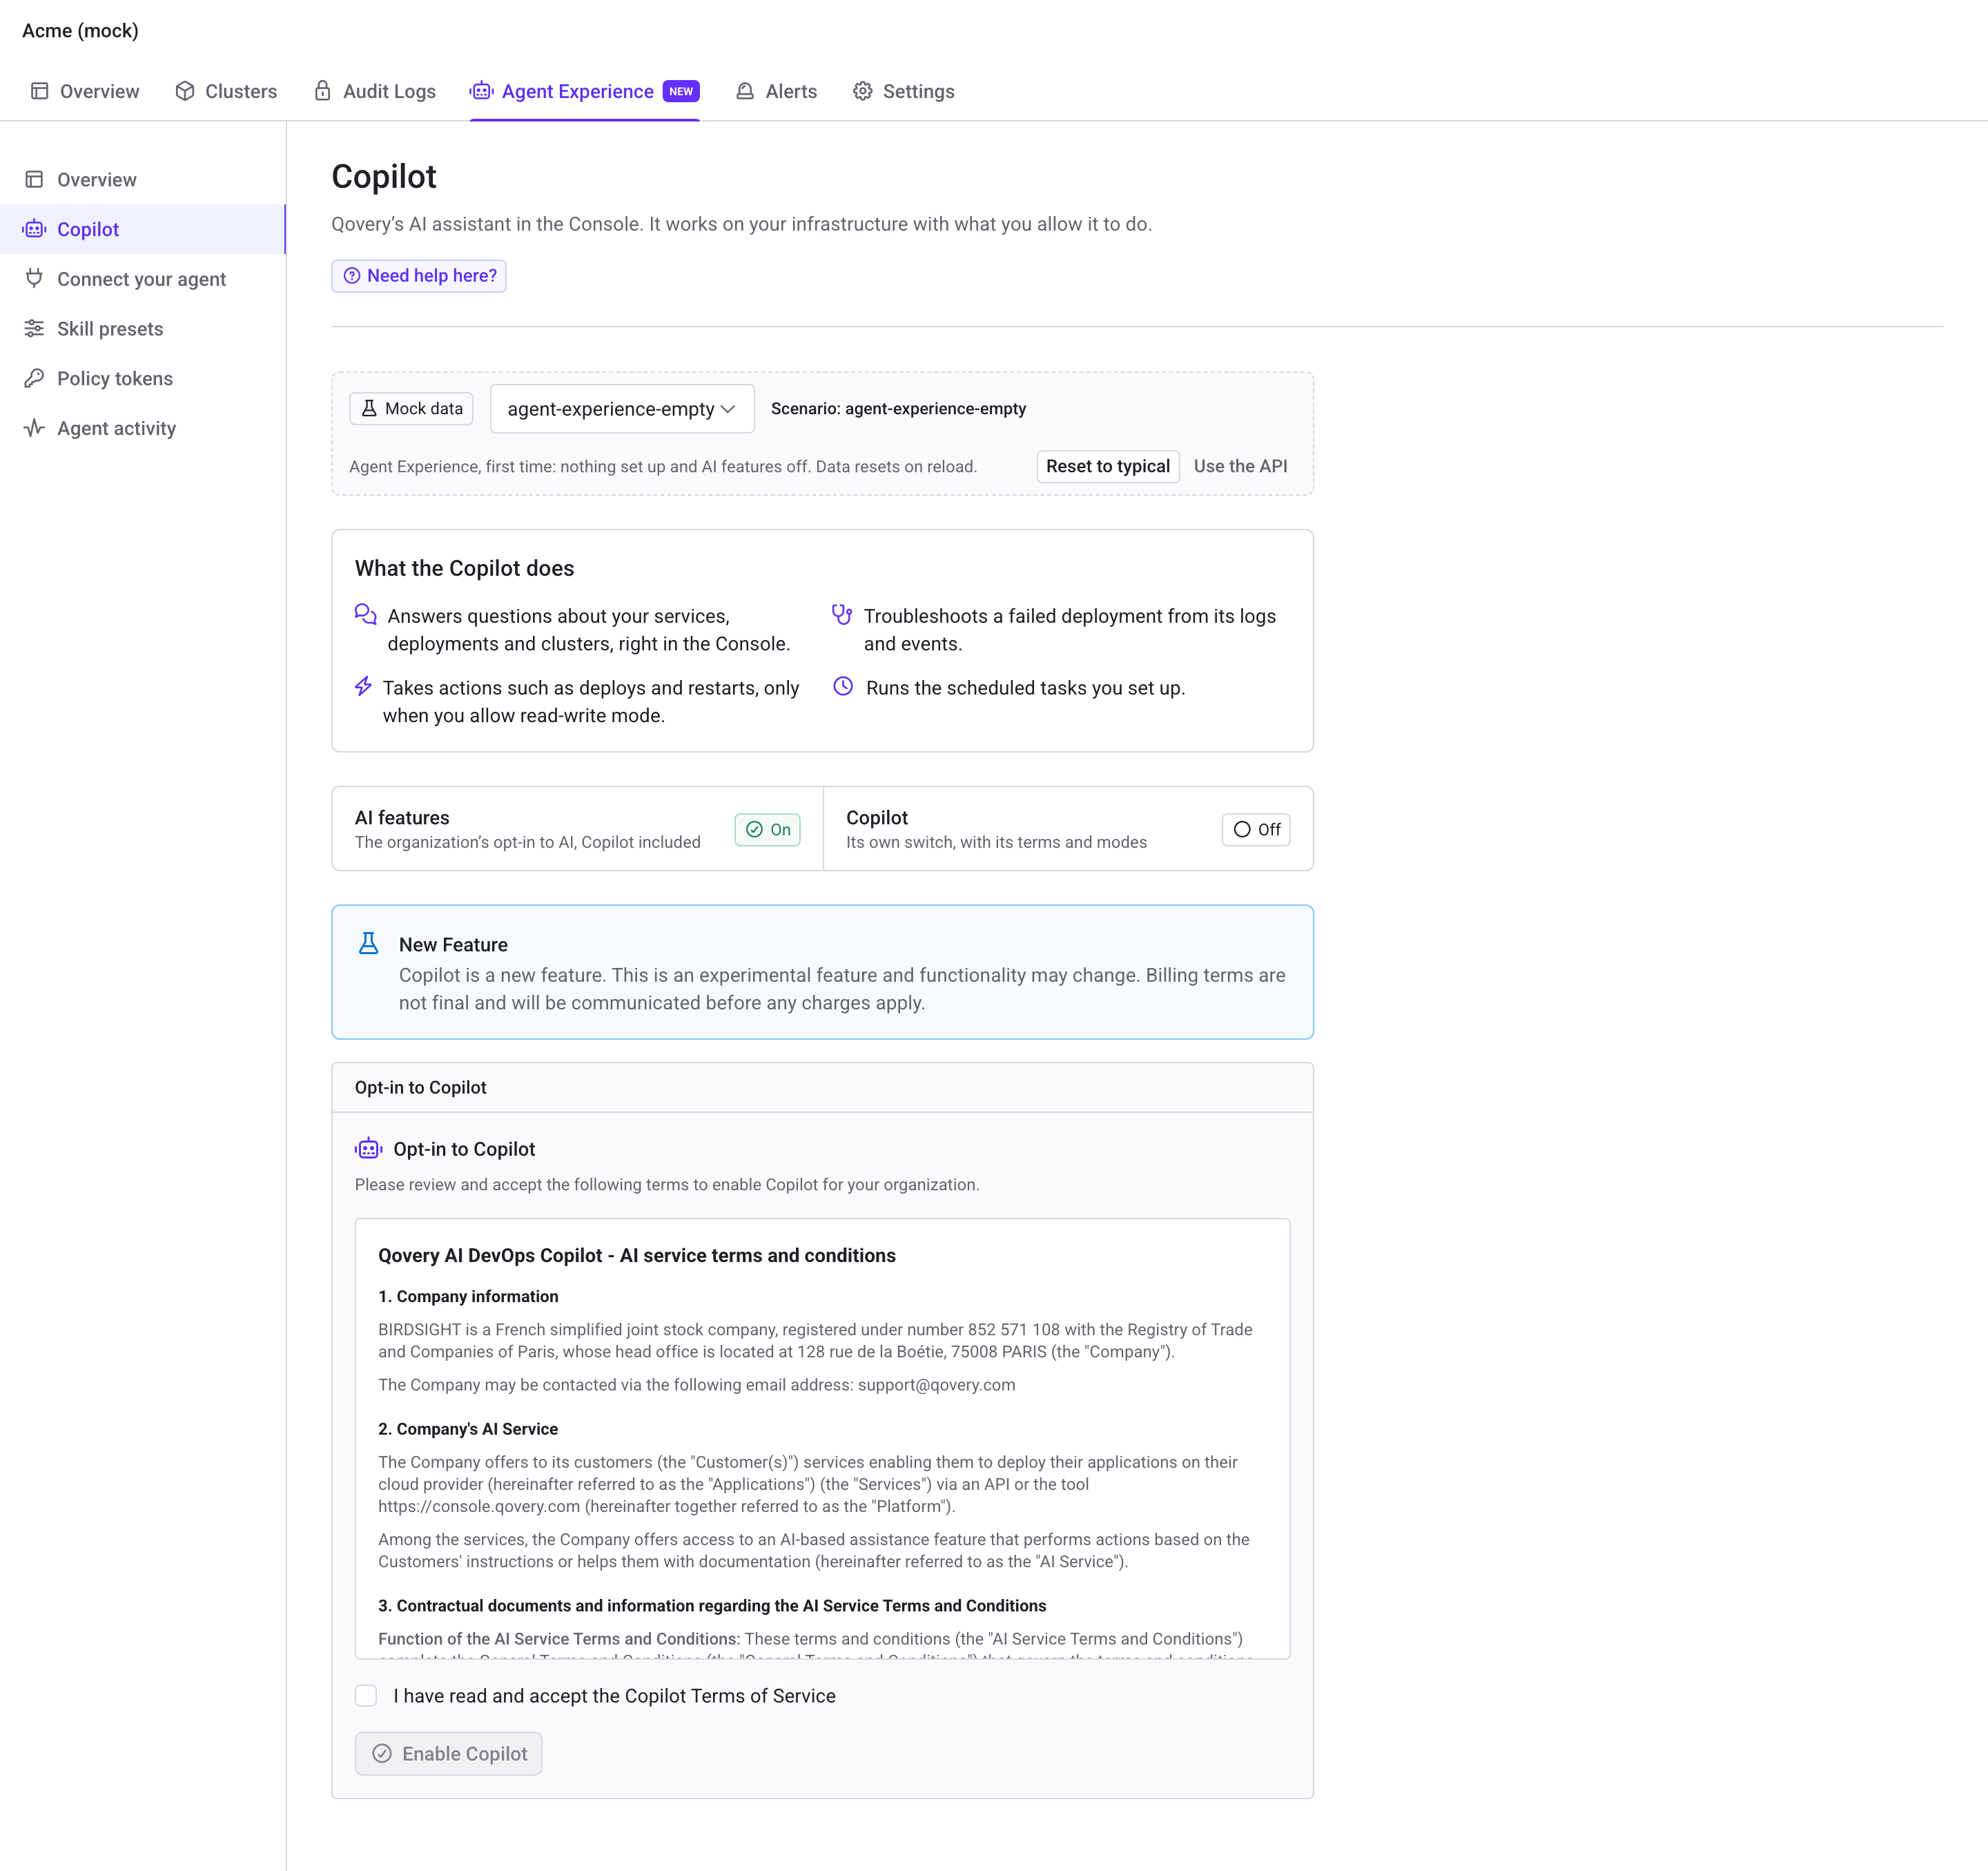 Acme (mock)
Overview
Clusters
Audit Logs
Agent Experience NEW
Alerts
Settings
Overview
Copilot
Connect your agent
Skill presets
Policy tokens
Agent activity
Copilot
Qovery’s AI assistant in the Console. It works on your infrastructure with what you allow it to do.
Need help here?
Mock data
agent-experience-empty
Scenario: agent-experience-empty
Agent Experience, first time: nothing set up and AI features off. Data resets on reload.
Reset to typical
Use the API
What the Copilot does
Answers questions about your services,
deployments and clusters, right in the Console.
Troubleshoots a failed deployment from its logs
and events.
Takes actions such as deploys and restarts, only
when you allow read-write mode.
Runs the scheduled tasks you set up.
AI features
The organization’s opt-in to AI, Copilot included
On
Copilot
Its own switch, with its terms and modes
Off
New Feature
Copilot is a new feature. This is an experimental feature and functionality may change. Billing terms are
not final and will be communicated before any charges apply.
Opt-in to Copilot
Opt-in to Copilot
Please review and accept the following terms to enable Copilot for your organization.
Qovery AI DevOps Copilot - AI service terms and conditions
1. Company information
BIRDSIGHT is a French simplified joint stock company, registered under number 852 571 108 with the Registry of Trade
and Companies of Paris, whose head office is located at 128 rue de la Boétie, 75008 PARIS (the "Company").
The Company may be contacted via the following email address: support@qovery.com
2. Company's AI Service
The Company offers to its customers (the "Customer(s)") services enabling them to deploy their applications on their
cloud provider (hereinafter referred to as the "Applications") (the "Services") via an API or the tool
https://console.qovery.com (hereinafter together referred to as the "Platform").
Among the services, the Company offers access to an AI-based assistance feature that performs actions based on the
Customers' instructions or helps them with documentation (hereinafter referred to as the "AI Service").
3. Contractual documents and information regarding the AI Service Terms and Conditions
Function of the AI Service Terms and Conditions: These terms and conditions (the "AI Service Terms and Conditions")
complete the General Terms and Conditions (the "General Terms and Conditions") that govern the terms and conditions
I have read and accept the Copilot Terms of Service
Enable Copilot